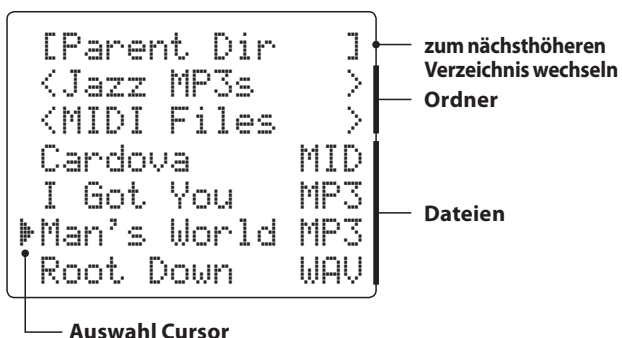 [Parent Dir ]
<Jazz MP3s >
<MIDI Files >
Cardova MID
I Got You MP3
Man's World MP3
Root Down WAV
zum nächsthöheren
Verzeichnis wechseln
Ordner
Dateien
Auswahl Cursor